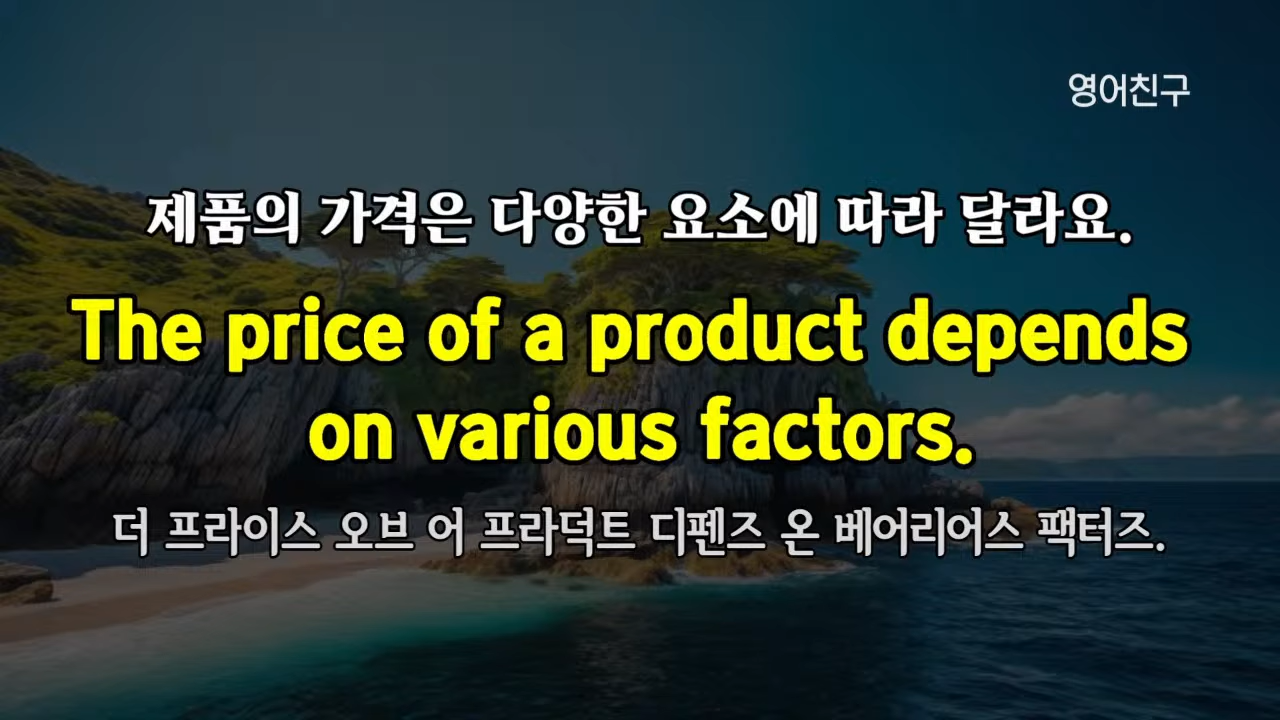 영어친구
제품의 가격은 다양한 요소에 따라 달라요.
The price of a product depends
on various factors.
더 프라이스 오브 어 프라덕트 디펜즈 온 베어리어스 팩터즈.